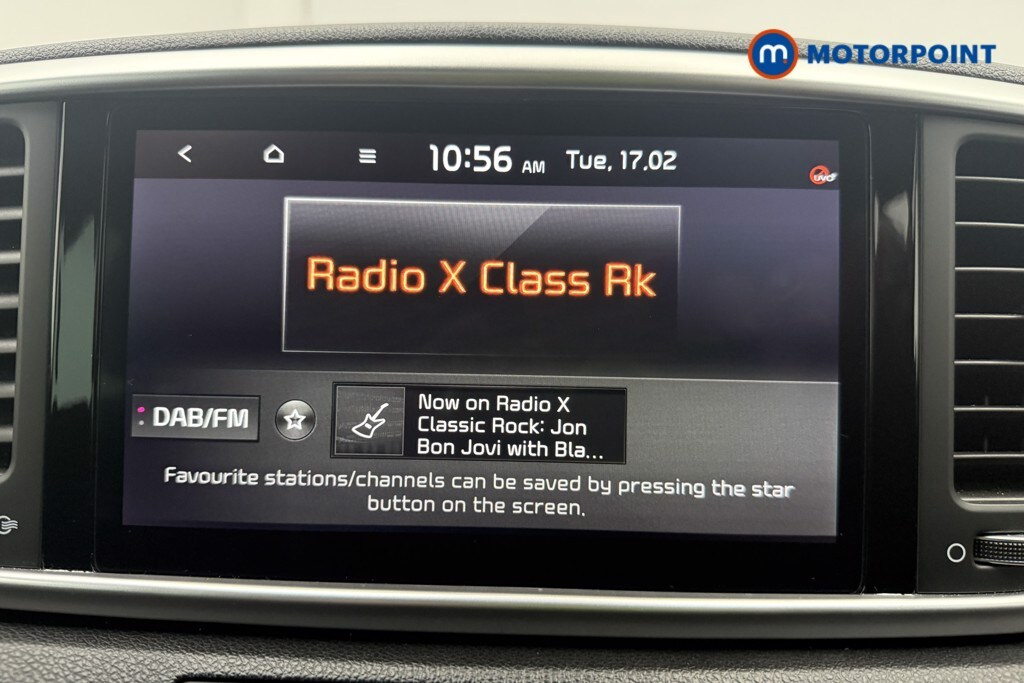 m MOTORPOINT
10:56 AM Tue, 17.02
UVO
Radio X Class Rk
DAB/FM
Now on Radio X
Classic Rock: Jon
Bon Jovi with Bla...
Favourite stations/channels can be saved by pressing the star
button on the screen.